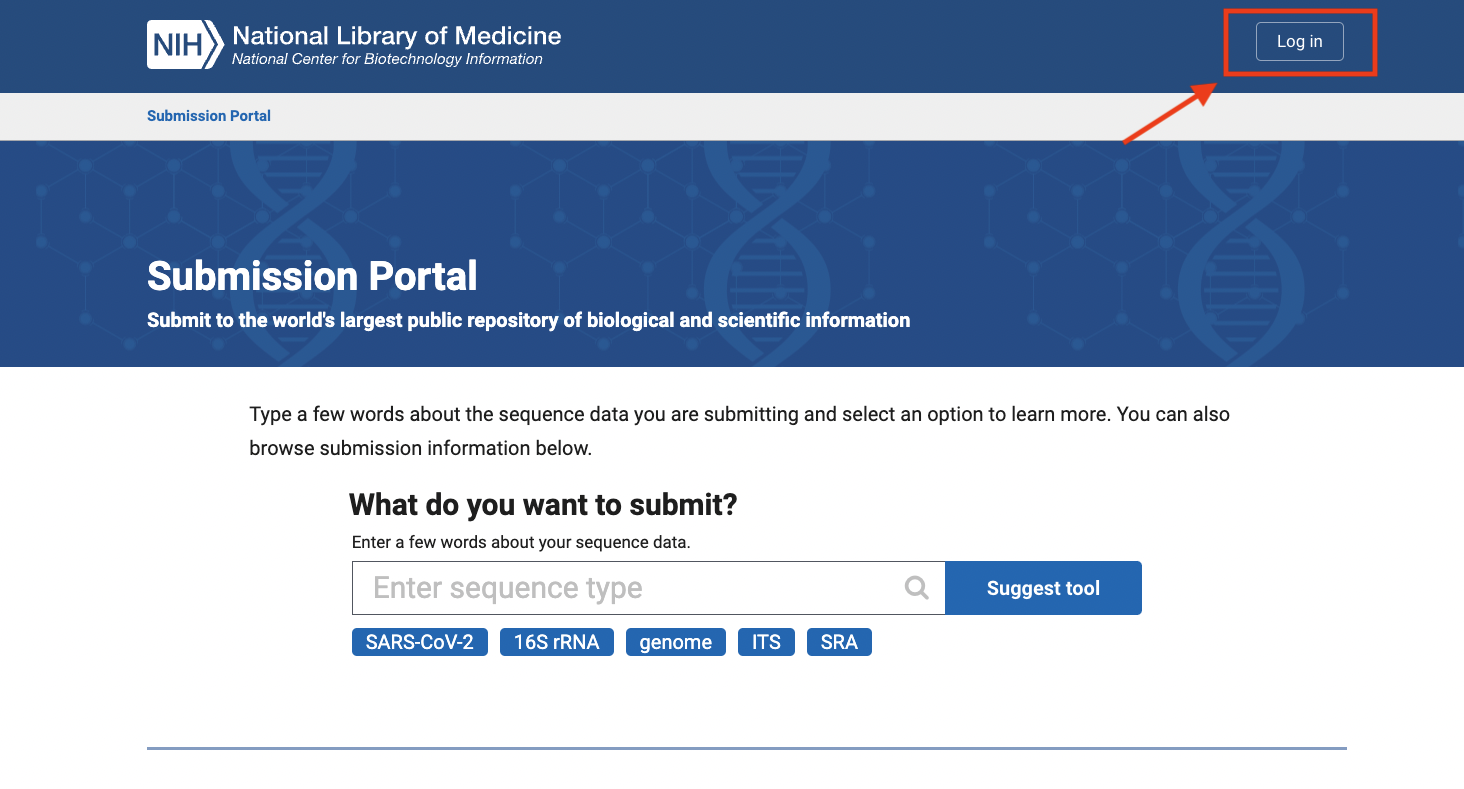 NIH National Library of Medicine
National Center for Biotechnology Information
Log in
Submission Portal
Submission Portal
Submit to the world's largest public repository of biological and scientific information
Type a few words about the sequence data you are submitting and select an option to learn more. You can also
browse submission information below.
What do you want to submit?
Enter a few words about your sequence data.
Enter sequence type
Suggest tool
SARS-CoV-2 16S rRNA genome ITS SRA